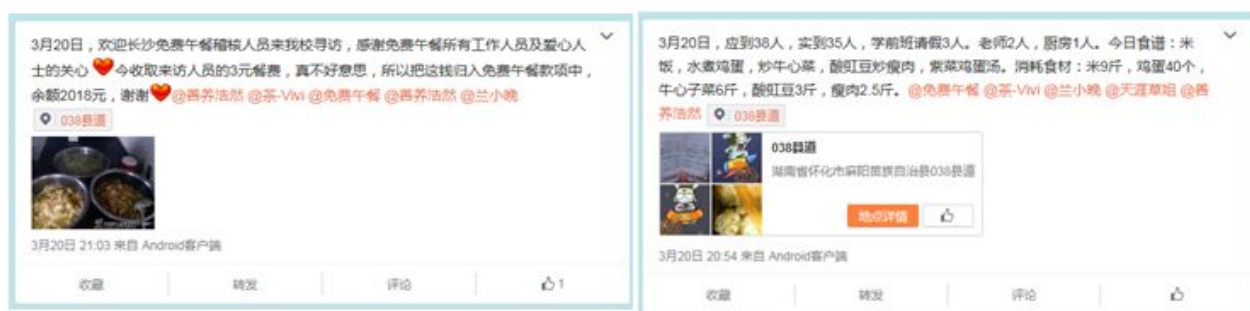 3月20日，欢迎长沙免费午餐稽核人员来我校寻访，感谢免费午餐所有工作人员及爱心人
士的关心❤今收取来访人员的3元餐费，真不好意思，所以把这钱归入免费午餐款项中，
余额2018元，谢谢❤@善养浩然 @茶-Vivi @免费午餐 @善养浩然 @兰小晚
038县道
3月20日 21:03 来自 Android客户端
收藏 转发 评论 1
3月20日，应到38人，实到35人，学前班请假3人。老师2人，厨房1人。今日食谱：米
饭，水煮鸡蛋，炒牛心菜，酸豇豆炒瘦肉，紫菜鸡蛋汤。消耗食材：米9斤，鸡蛋40个，
牛心子菜6斤，酸豇豆3斤，瘦肉2.5斤。@免费午餐 @茶-Vivi @兰小晚 @天涯草姐 @善
养浩然 038县道
038县道
湖南省怀化市麻阳苗族自治县038县道
地点详情
3月20日 20:54 来自 Android客户端
收藏 转发 评论